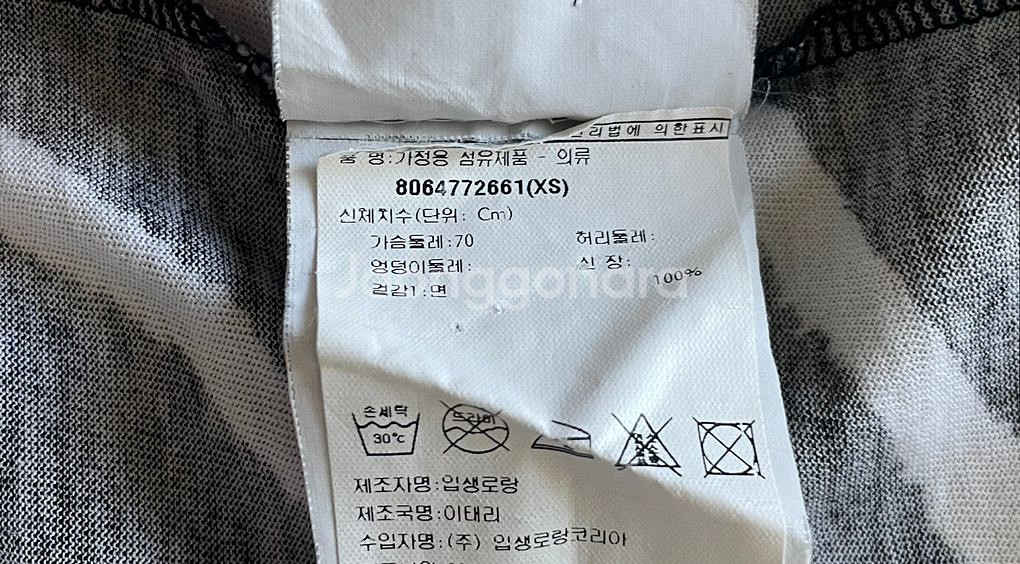 리법에 의한표시
품 명:가정용 섬유제품 - 의류
8064772661(XS)
신체치수(단위: Cm)
가슴둘레:70 허리둘레:
엉덩이둘레: 신 장:
겉감1:면 100%
Joonggonara
손세탁 드라이
30℃
제조자명:입생로랑
제조국명:이태리
수입자명:(주) 입생로랑코리아